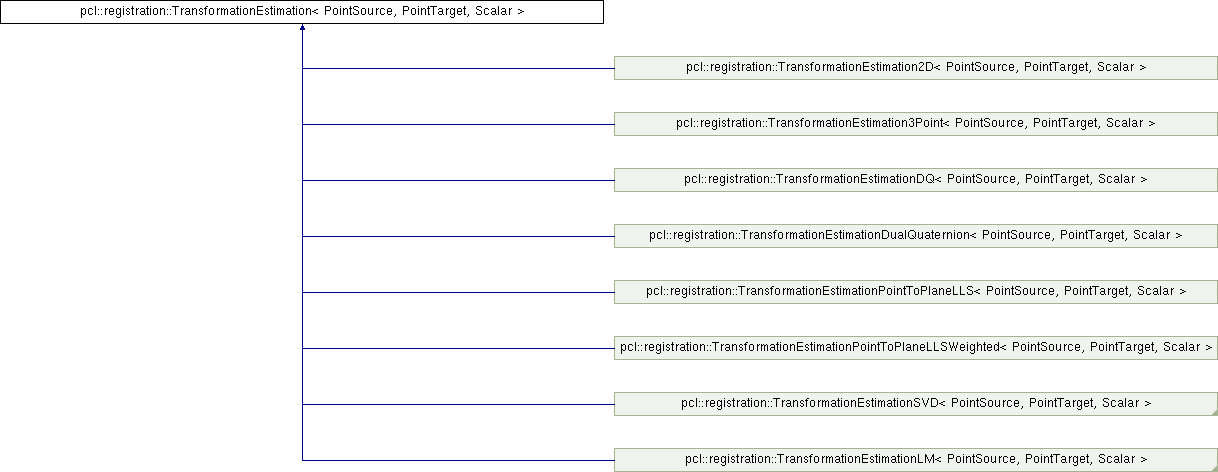 pcl::registration::TransformationEstimation< PointSource, PointTarget, Scalar >
pcl::registration::TransformationEstimation2D< PointSource, PointTarget, Scalar >
pcl::registration::TransformationEstimation3Point< PointSource, PointTarget, Scalar >
pcl::registration::TransformationEstimationDQ< PointSource, PointTarget, Scalar >
pcl::registration::TransformationEstimationDualQuaternion< PointSource, PointTarget, Scalar >
pcl::registration::TransformationEstimationPointToPlaneLLS< PointSource, PointTarget, Scalar >
pcl::registration::TransformationEstimationPointToPlaneLLSWeighted< PointSource, PointTarget, Scalar >
pcl::registration::TransformationEstimationSVD< PointSource, PointTarget, Scalar >
pcl::registration::TransformationEstimationLM< PointSource, PointTarget, Scalar >